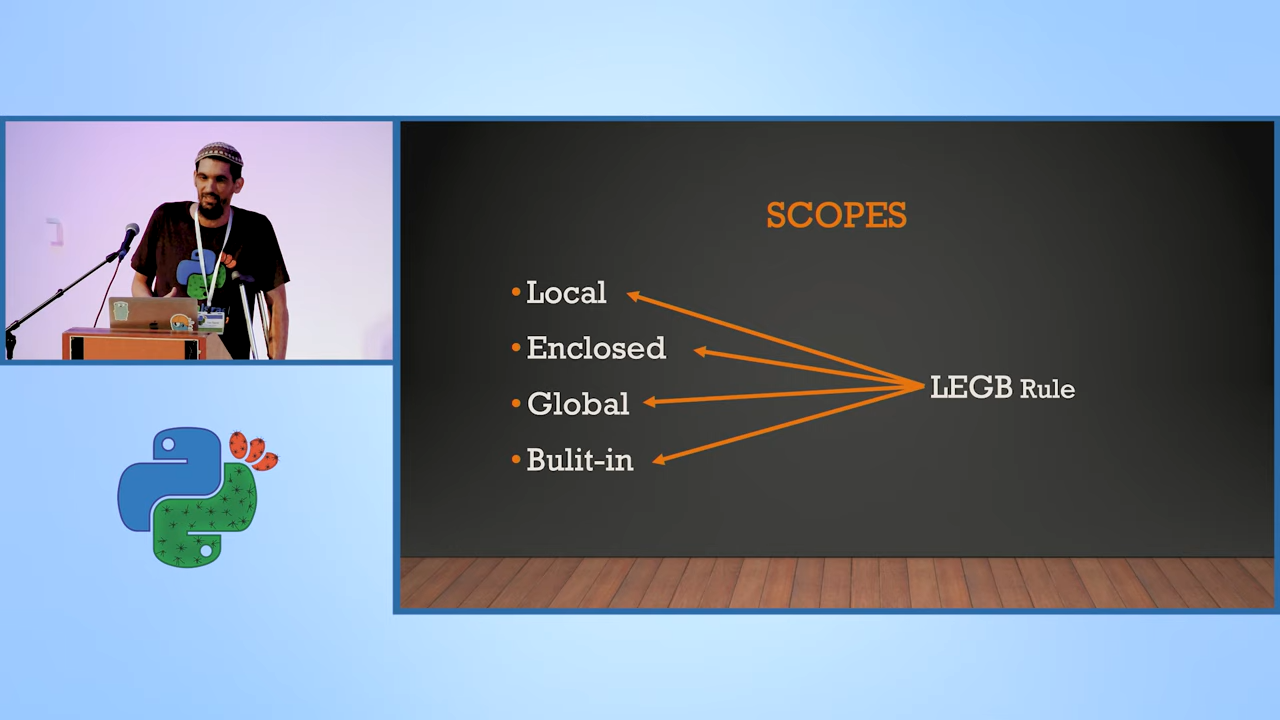 SCOPES
• Local
• Enclosed
• Global
• Bulit-in
LEGB Rule